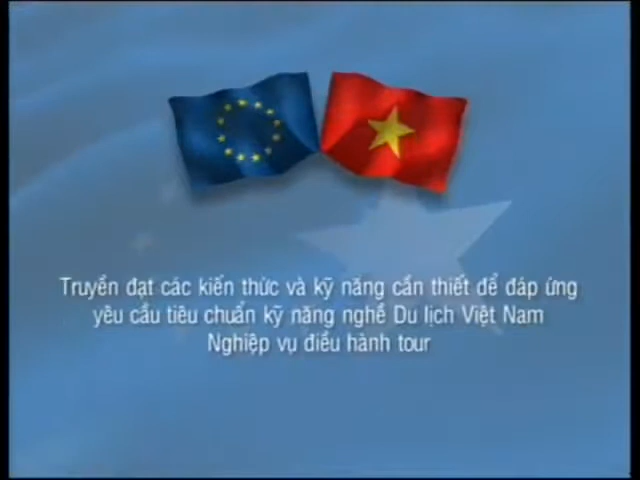 Truyền đạt các kiến thức và kỹ năng cần thiết để đáp ứng
yêu cầu tiêu chuẩn kỹ năng nghề Du lịch Việt Nam
Nghiệp vụ điều hành tour